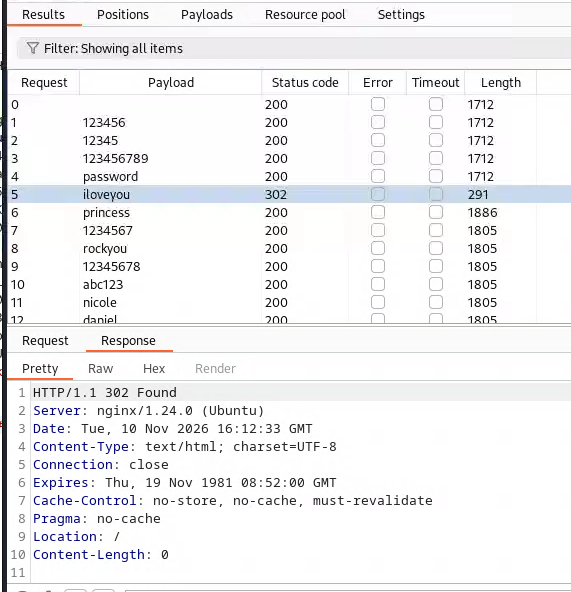 Results Positions Payloads Resource pool Settings
Filter: Showing all items
Request Payload Status code Error Timeout Length
0 200 1712
1 123456 200 1712
2 12345 200 1712
3 123456789 200 1712
4 password 200 1712
5 iloveyou 302 291
6 princess 200 1886
7 1234567 200 1805
8 rockyou 200 1805
9 12345678 200 1805
10 abc123 200 1805
11 nicole 200 1805
12 daniel 200 1805
Request Response
Pretty Raw Hex Render
1 HTTP/1.1 302 Found
2 Server: nginx/1.24.0 (Ubuntu)
3 Date: Tue, 10 Nov 2026 16:12:33 GMT
4 Content-Type: text/html; charset=UTF-8
5 Connection: close
6 Expires: Thu, 19 Nov 1981 08:52:00 GMT
7 Cache-Control: no-store, no-cache, must-revalidate
8 Pragma: no-cache
9 Location: /
10 Content-Length: 0
11